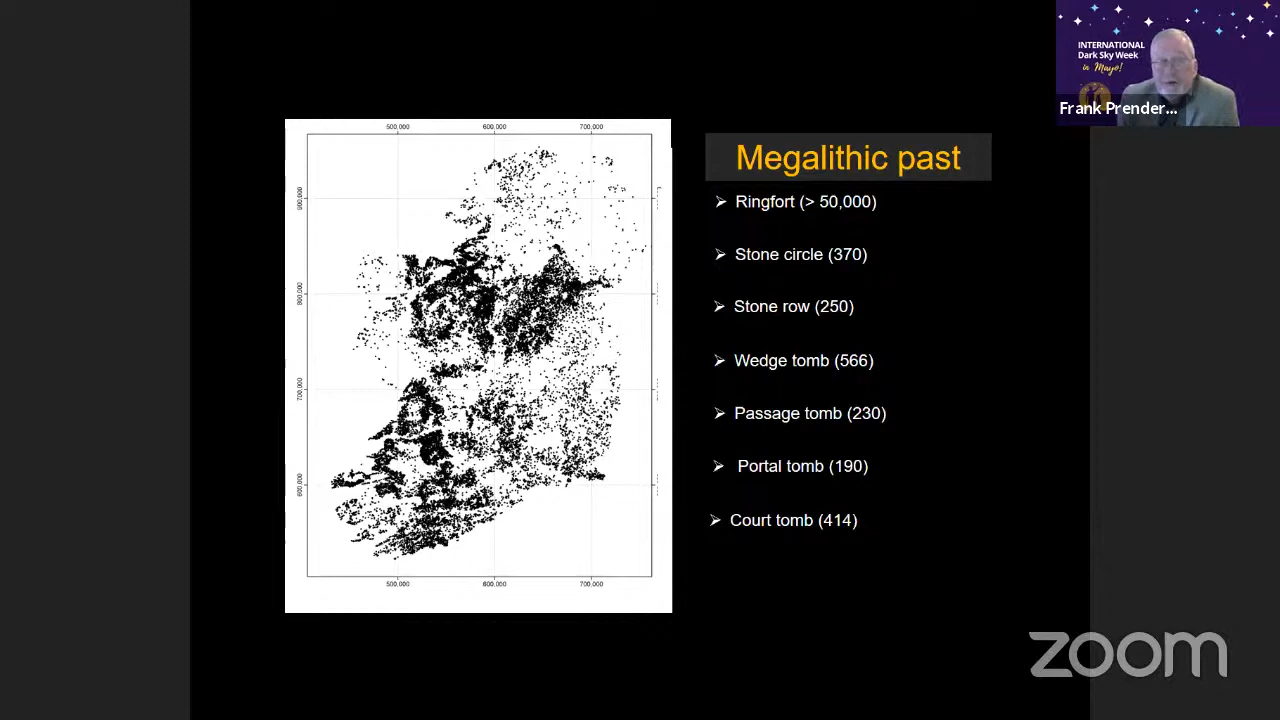 INTERNATIONAL
Dark Sky Week
in Mayo!
Frank Prender...
500,000 600,000 700,000
900,000
800,000
700,000
600,000
500,000 600,000 700,000
Megalithic past
➢ Ringfort (> 50,000)
➢ Stone circle (370)
➢ Stone row (250)
➢ Wedge tomb (566)
➢ Passage tomb (230)
➢ Portal tomb (190)
➢ Court tomb (414)
zoom